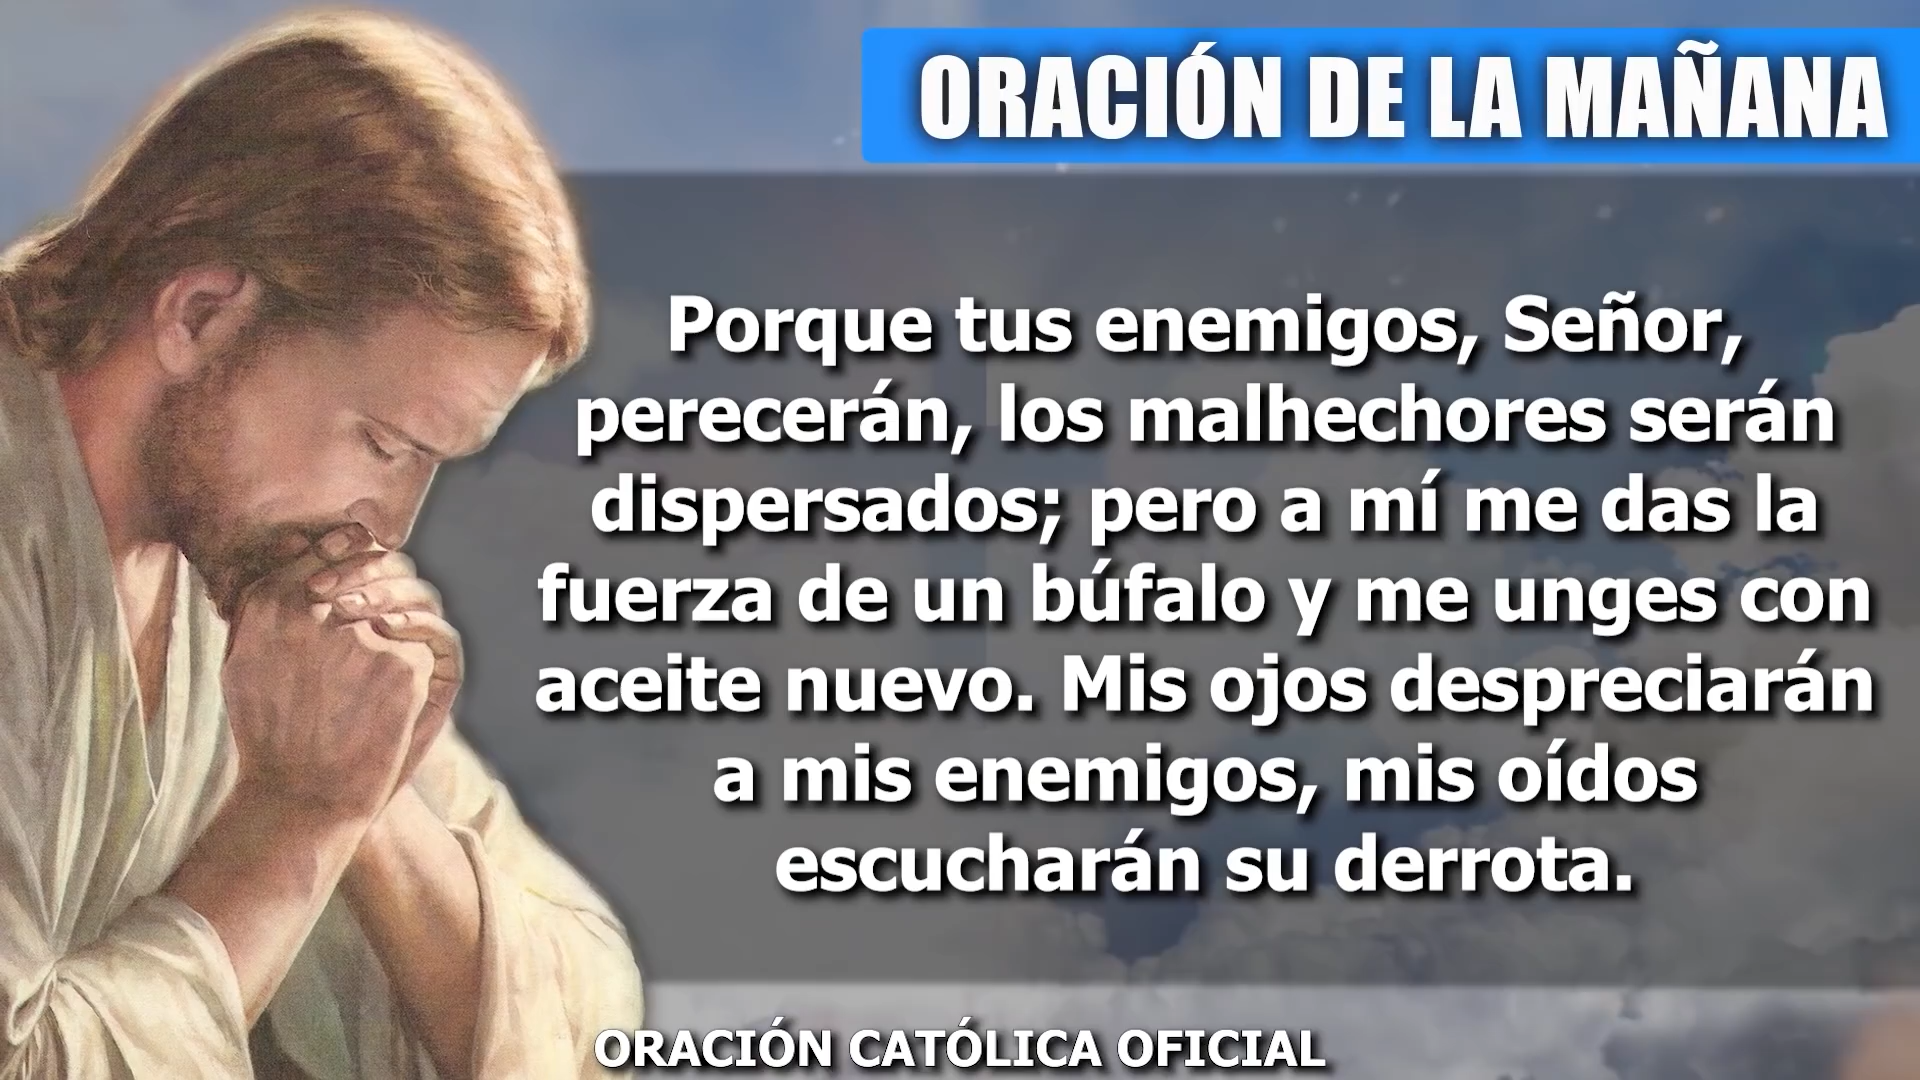 ORACIÓN DE LA MAÑANA
Porque tus enemigos, Señor,
perecerán, los malhechores serán
dispersados; pero a mí me das la
fuerza de un búfalo y me unges con
aceite nuevo. Mis ojos despreciarán
a mis enemigos, mis oídos
escucharán su derrota.
ORACIÓN CATÓLICA OFICIAL